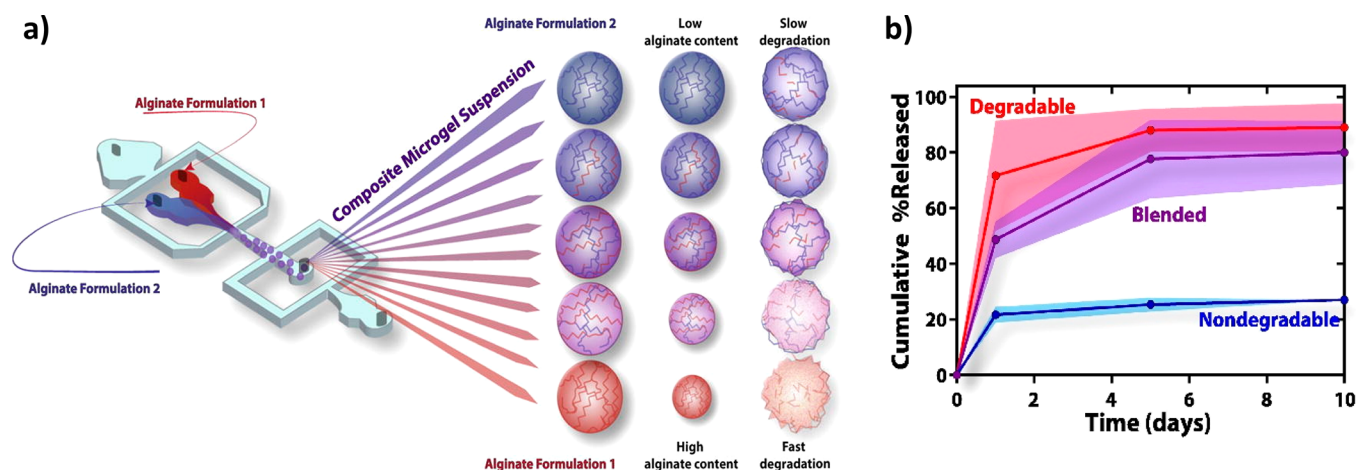 a)
Alginate Formulation 1
Alginate Formulation 2
Composite Microgel Suspension
Alginate Formulation 2
Low
alginate content
Slow
degradation
Alginate Formulation 1
High
alginate content
Fast
degradation
b)
Cumulative %Released
100
80
60
40
20
0
Degradable
Blended
Nondegradable
0
2
4
6
8
10
Time (days)